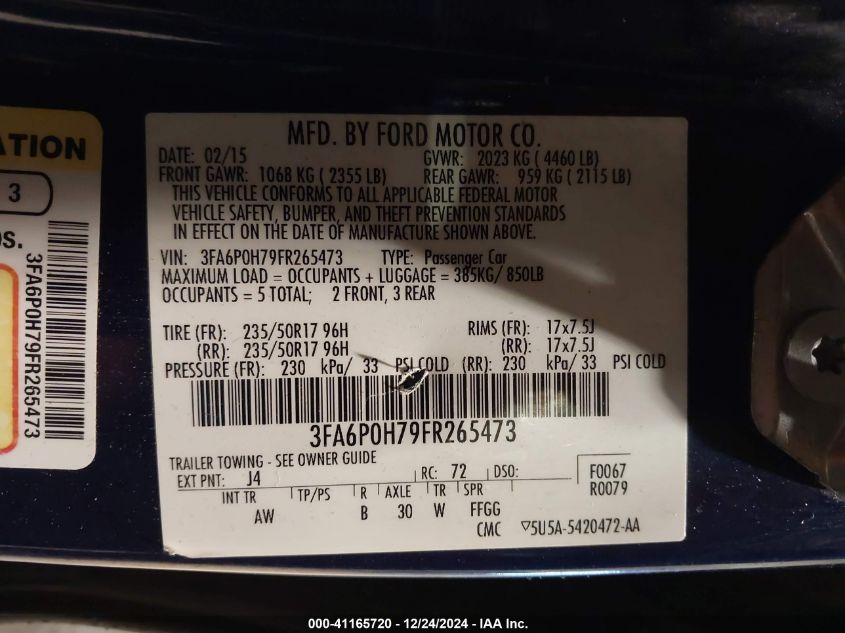 ATION
3
OS.
3FA6P0H79FR265473
MFD. BY FORD MOTOR CO.
DATE: 02/15 GVWR: 2023 KG ( 4460 LB)
FRONT GAWR: 1068 KG ( 2355 LB) REAR GAWR: 959 KG ( 2115 LB)
THIS VEHICLE CONFORMS TO ALL APPLICABLE FEDERAL MOTOR
VEHICLE SAFETY, BUMPER, AND THEFT PREVENTION STANDARDS
IN EFFECT ON THE DATE OF MANUFACTURE SHOWN ABOVE.
VIN: 3FA6P0H79FR265473 TYPE: Passenger Car
MAXIMUM LOAD = OCCUPANTS + LUGGAGE = 385KG/ 850LB
OCCUPANTS = 5 TOTAL; 2 FRONT, 3 REAR
TIRE (FR): 235/50R17 96H RIMS (FR): 17x7.5J
(RR): 235/50R17 96H (RR): 17x7.5J
PRESSURE (FR): 230 kPa/ 33 PSI COLD (RR): 230 kPa/ 33 PSI COLD
3FA6P0H79FR265473
TRAILER TOWING - SEE OWNER GUIDE
EXT PNT: J4 RC: 72 DSO: F0067
R0079
INT TR TP/PS R AXLE TR SPR
AW B 30 W FFGG
CMC ▽5U5A-5420472-AA
000-41165720 - 12/24/2024 - IAA Inc.